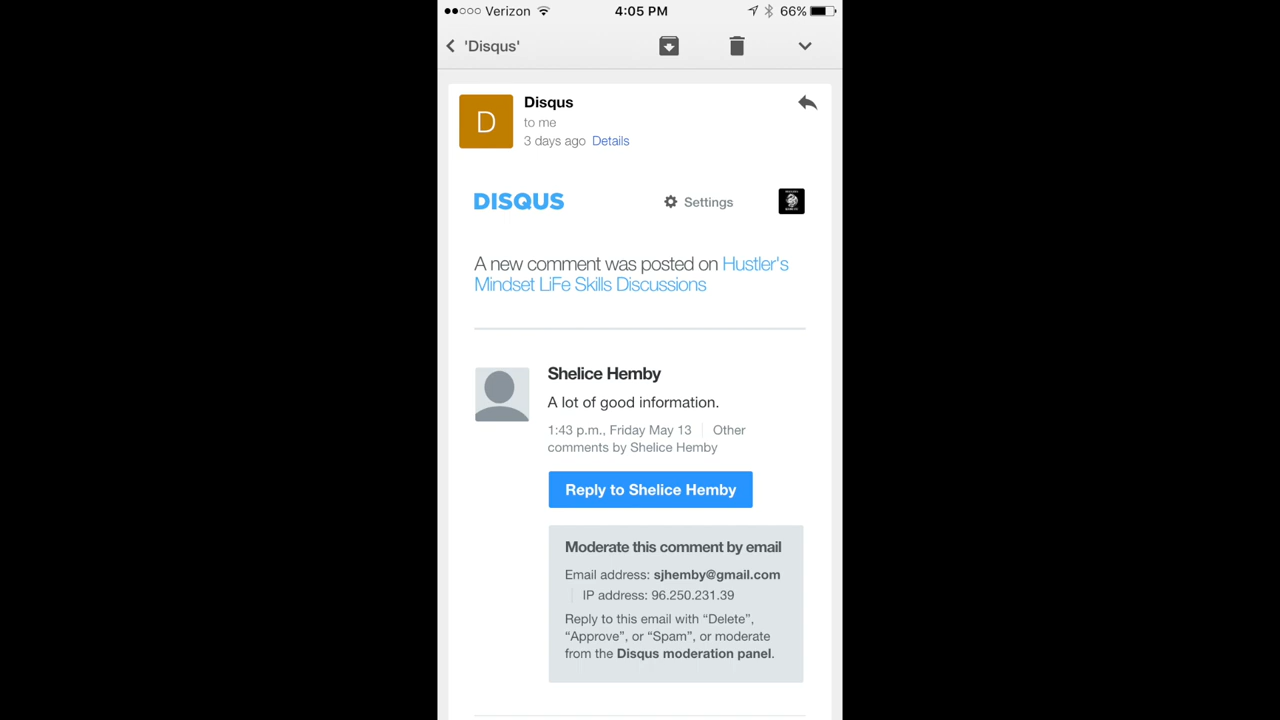 Verizon 4:05 PM 66%
'Disqus'
D
Disqus
to me
3 days ago Details
DISQUS Settings
A new comment was posted on Hustler's
Mindset LiFe Skills Discussions
Shelice Hemby
A lot of good information.
1:43 p.m., Friday May 13 Other
comments by Shelice Hemby
Reply to Shelice Hemby
Moderate this comment by email
Email address: sjhemby@gmail.com
IP address: 96.250.231.39
Reply to this email with “Delete”,
“Approve”, or “Spam”, or moderate
from the Disqus moderation panel.